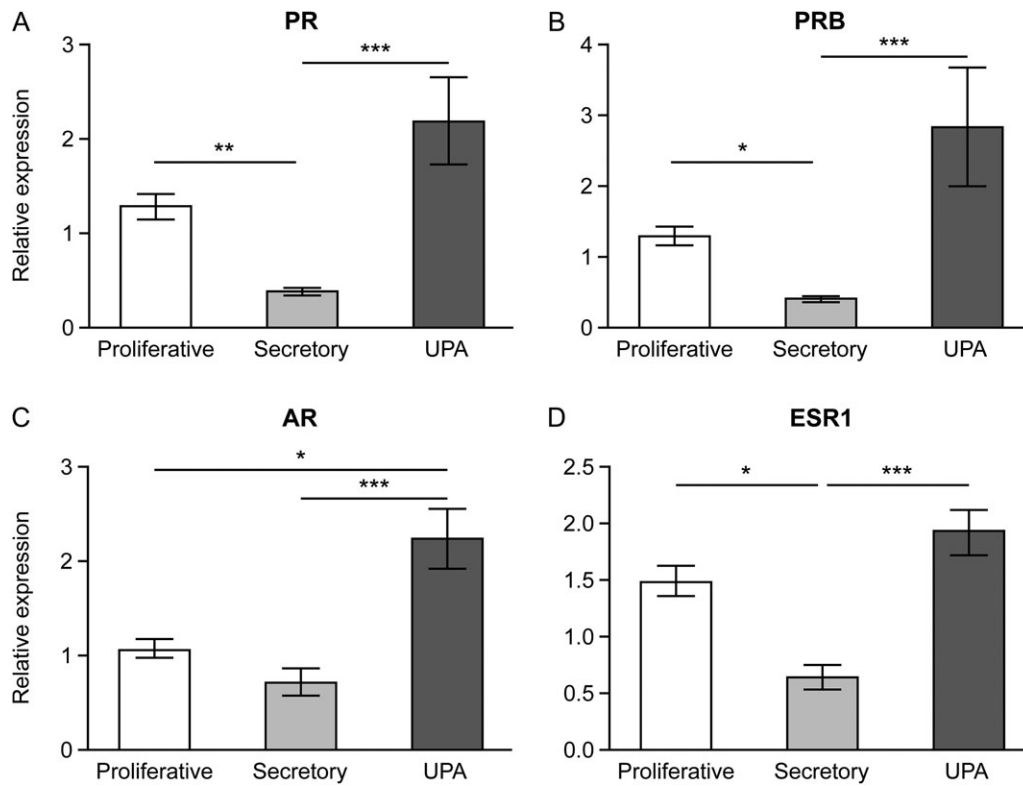 A
PR
Relative expression
3
2
1
0
**
***
Proliferative
Secretory
UPA
B
PRB
4
3
2
1
0
*
***
Proliferative
Secretory
UPA
C
AR
Relative expression
3
2
1
0
*
***
Proliferative
Secretory
UPA
D
ESR1
2.5
2.0
1.5
1.0
0.5
0.0
*
***
Proliferative
Secretory
UPA